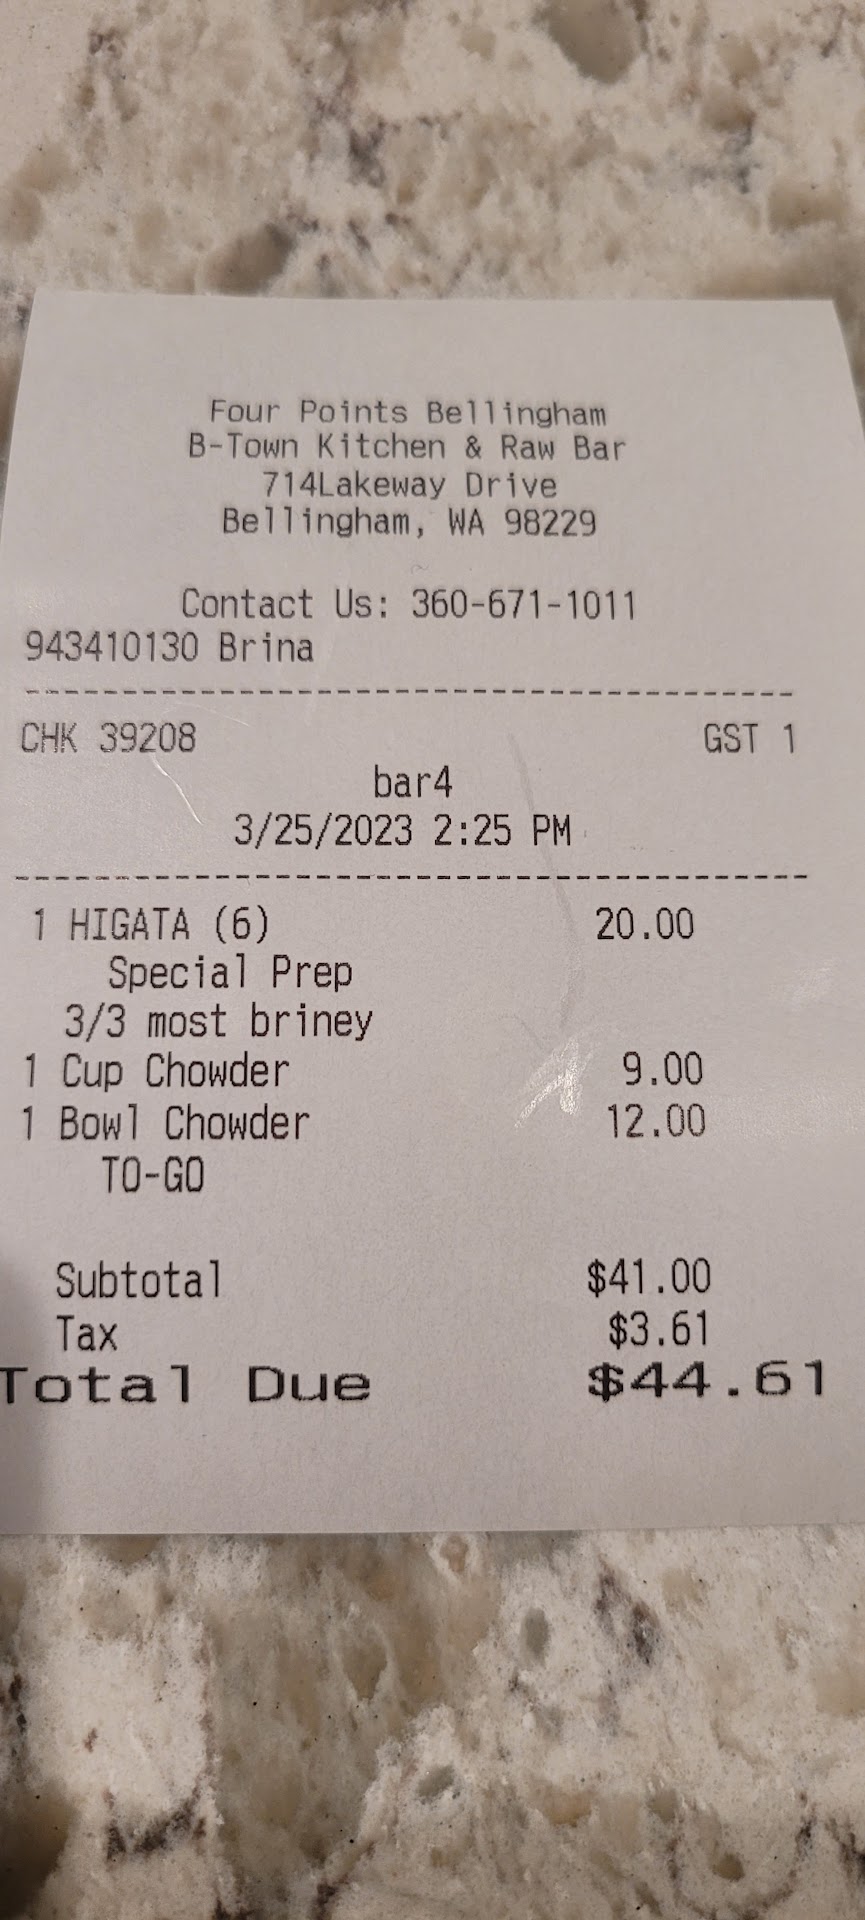 Four Points Bellingham
B-Town Kitchen & Raw Bar
714Lakeway Drive
Bellingham, WA 98229
Contact Us: 360-671-1011
943410130 Brina
CHK 39208 GST 1
bar4
3/25/2023 2:25 PM
1 HIGATA (6) 20.00
Special Prep
3/3 most briney
1 Cup Chowder 9.00
1 Bowl Chowder 12.00
TO-GO
Subtotal $41.00
Tax $3.61
Total Due $44.61